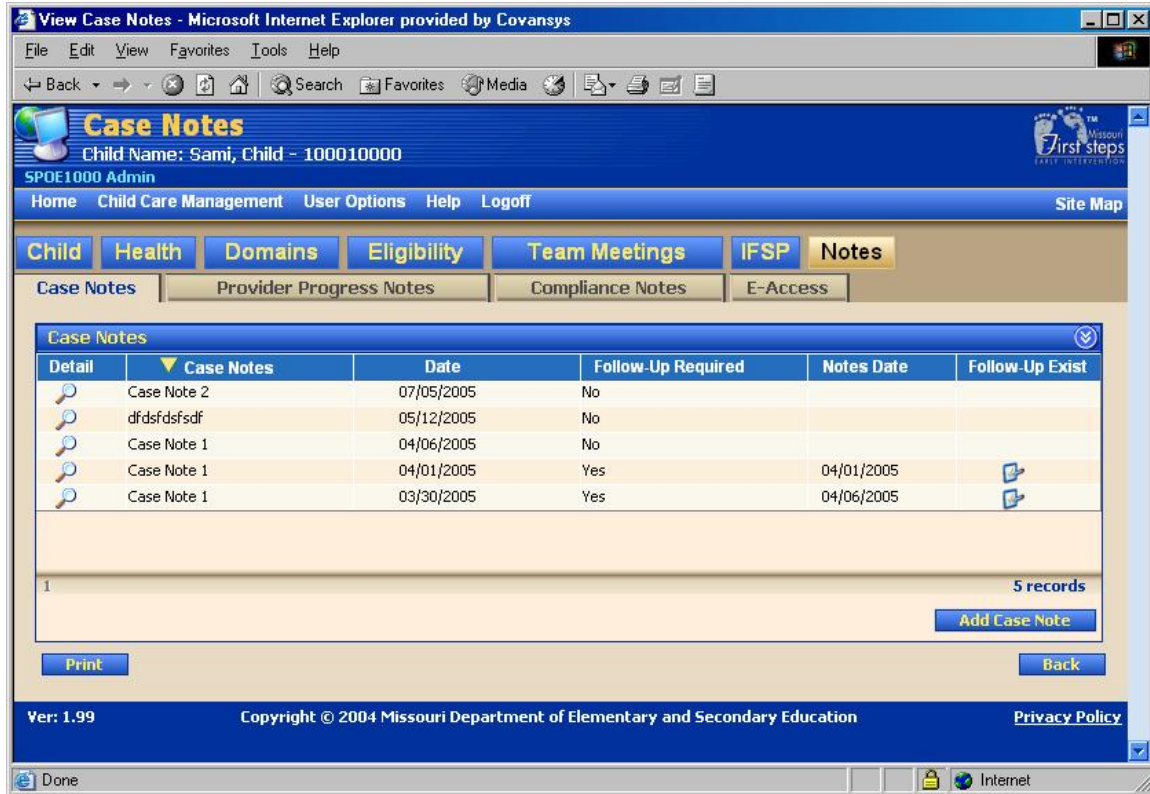 View Case Notes - Microsoft Internet Explorer provided by Covansys
File Edit View Favorites Tools Help
Back Search Favorites Media
Case Notes
Child Name: Sami, Child - 100010000
SPOE1000 Admin
TM
Missouri
First steps
EARLY INTERVENTION
Home Child Care Management User Options Help Logoff Site Map
Child Health Domains Eligibility Team Meetings IFSP Notes
Case Notes Provider Progress Notes Compliance Notes E-Access
Case Notes
Detail Case Notes Date Follow-Up Required Notes Date Follow-Up Exist
Case Note 2 07/05/2005 No
dfdsfdsfsdf 05/12/2005 No
Case Note 1 04/06/2005 No
Case Note 1 04/01/2005 Yes 04/01/2005
Case Note 1 03/30/2005 Yes 04/06/2005
1 5 records
Add Case Note
Print Back
Ver: 1.99 Copyright © 2004 Missouri Department of Elementary and Secondary Education Privacy Policy
Done Internet